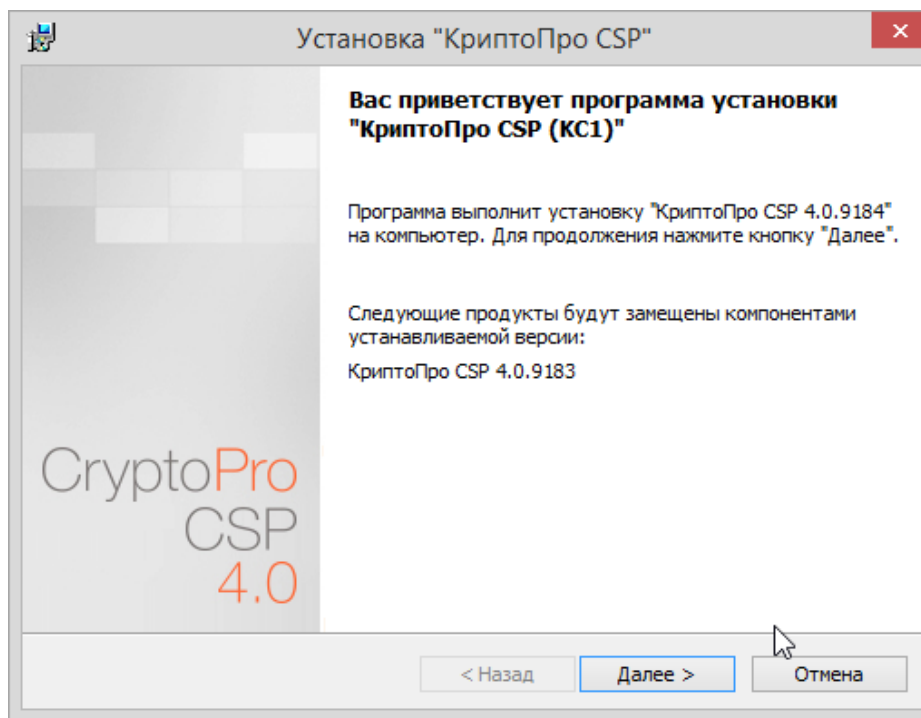 Установка "КриптоПро CSP"
Вас приветствует программа установки
"КриптоПро CSP (KC1)"
Программа выполнит установку "КриптоПро CSP 4.0.9184"
на компьютер. Для продолжения нажмите кнопку "Далее".
Следующие продукты будут замещены компонентами
устанавливаемой версии:
КриптоПро CSP 4.0.9183
CryptoPro
CSP
4.0
< Назад
Далее >
Отмена